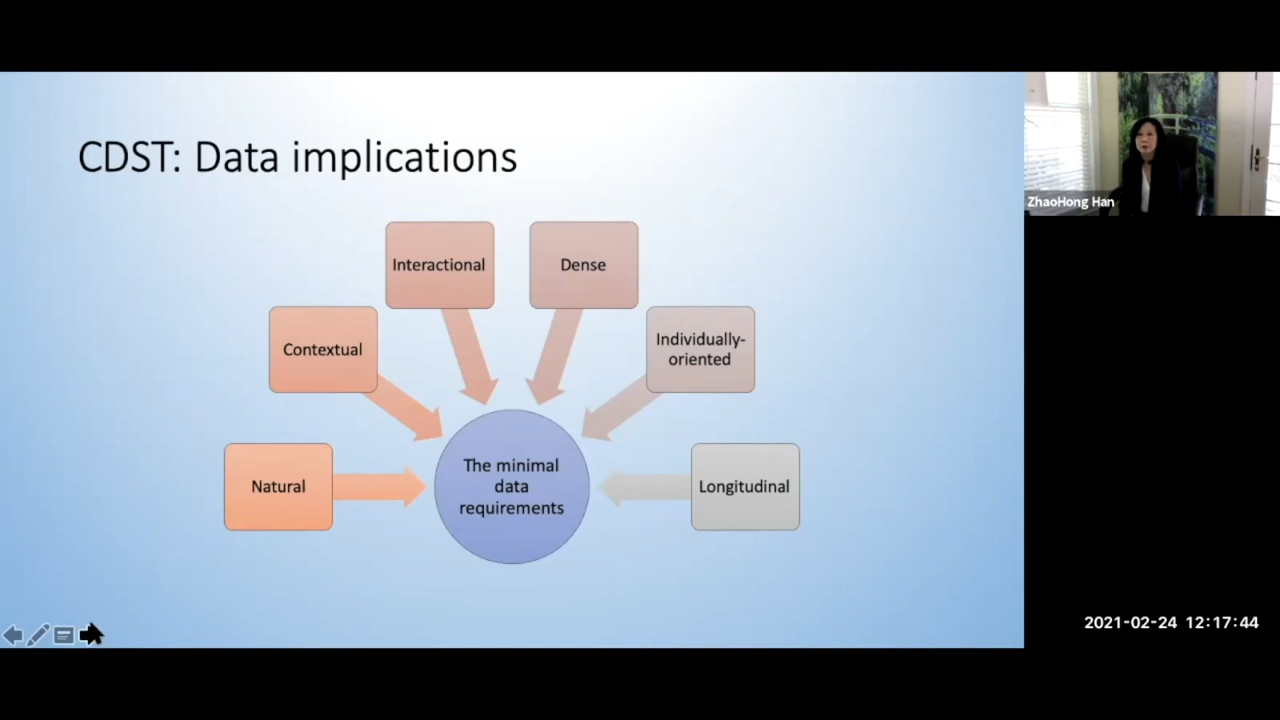 CDST: Data implications
ZhaoHong Han
Interactional
Dense
Contextual
Individually-
oriented
Natural
The minimal
data
requirements
Longitudinal
2021-02-24 12:17:44